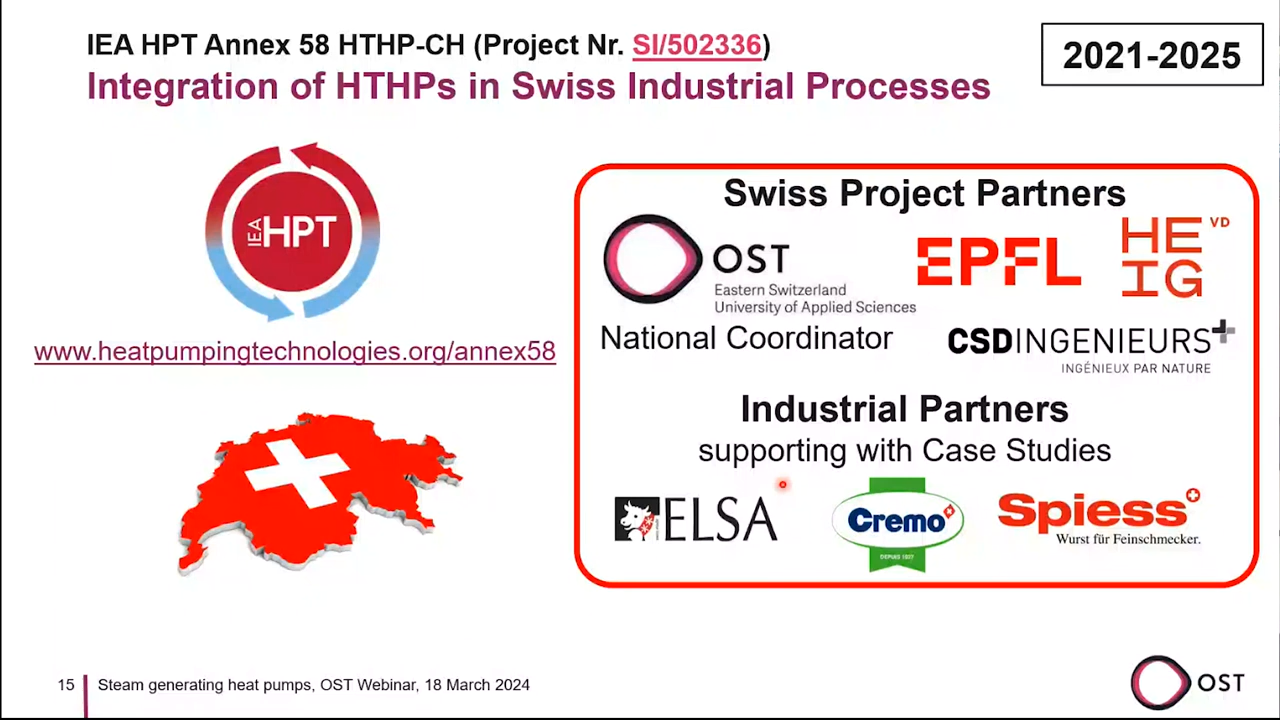 IEA HPT Annex 58 HTHP-CH (Project Nr. SI/502336)
Integration of HTHPs in Swiss Industrial Processes
2021-2025
IEA HPT
www.heatpumpingtechnologies.org/annex58
Swiss Project Partners
OST
Eastern Switzerland
University of Applied Sciences
National Coordinator
EPFL
HE VD
IG
CSDINGENIEURS+
INGÉNIEUX PAR NATURE
Industrial Partners
supporting with Case Studies
ELSA
Cremo
DEPUIS 1927
Spiess
Wurst für Feinschmecker.
15
Steam generating heat pumps, OST Webinar, 18 March 2024
OST